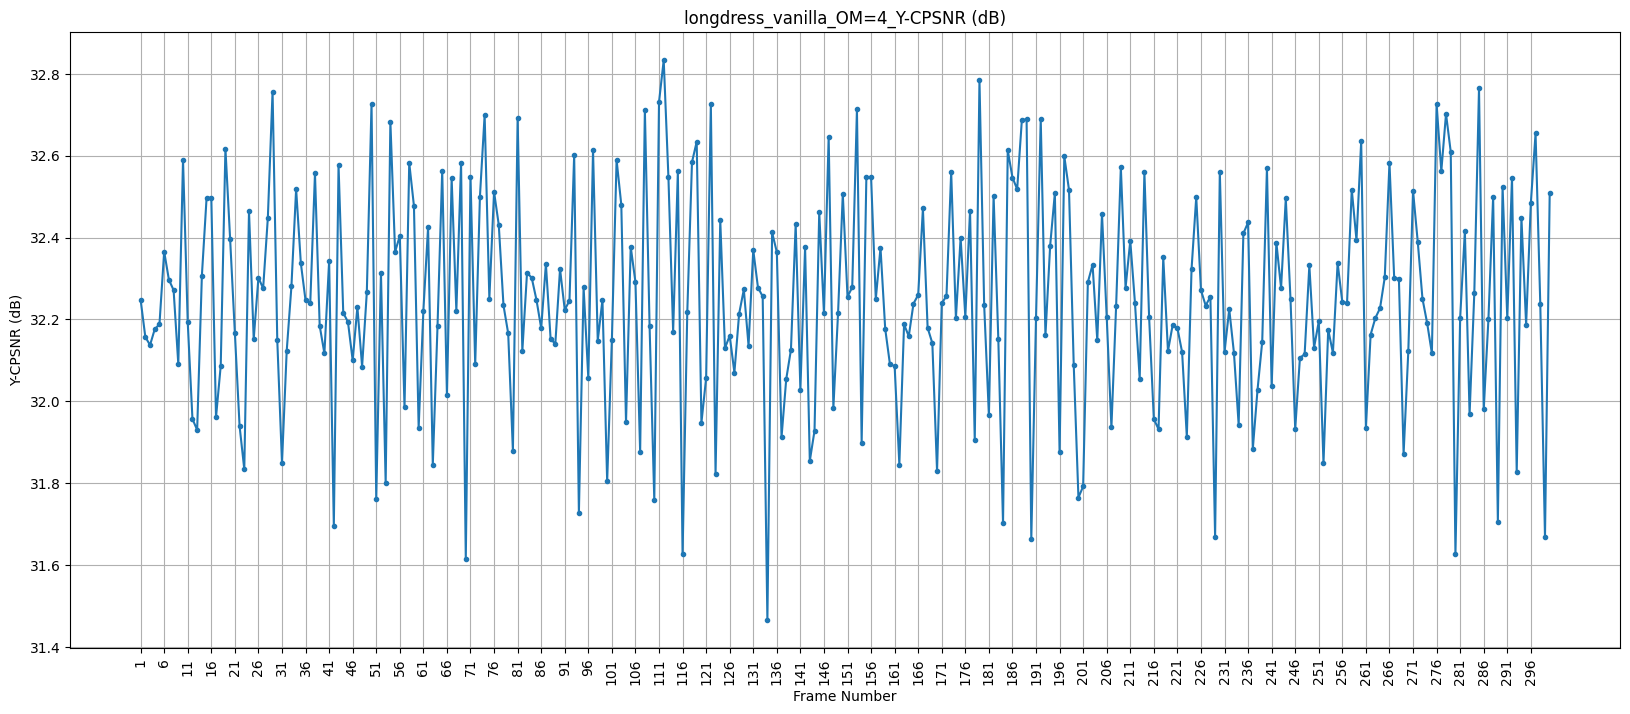 longdress_vanilla_OM=4_Y-CPSNR (dB)
Y-CPSNR (dB)
32.8
32.6
32.4
32.2
32.0
31.8
31.6
31.4
1 6 11 16 21 26 31 36 41 46 51 56 61 66 71 76 81 86 91 96 101 106 111 116 121 126 131 136 141 146 151 156 161 166 171 176 181 186 191 196 201 206 211 216 221 226 231 236 241 246 251 256 261 266 271 276 281 286 291 296
Frame Number